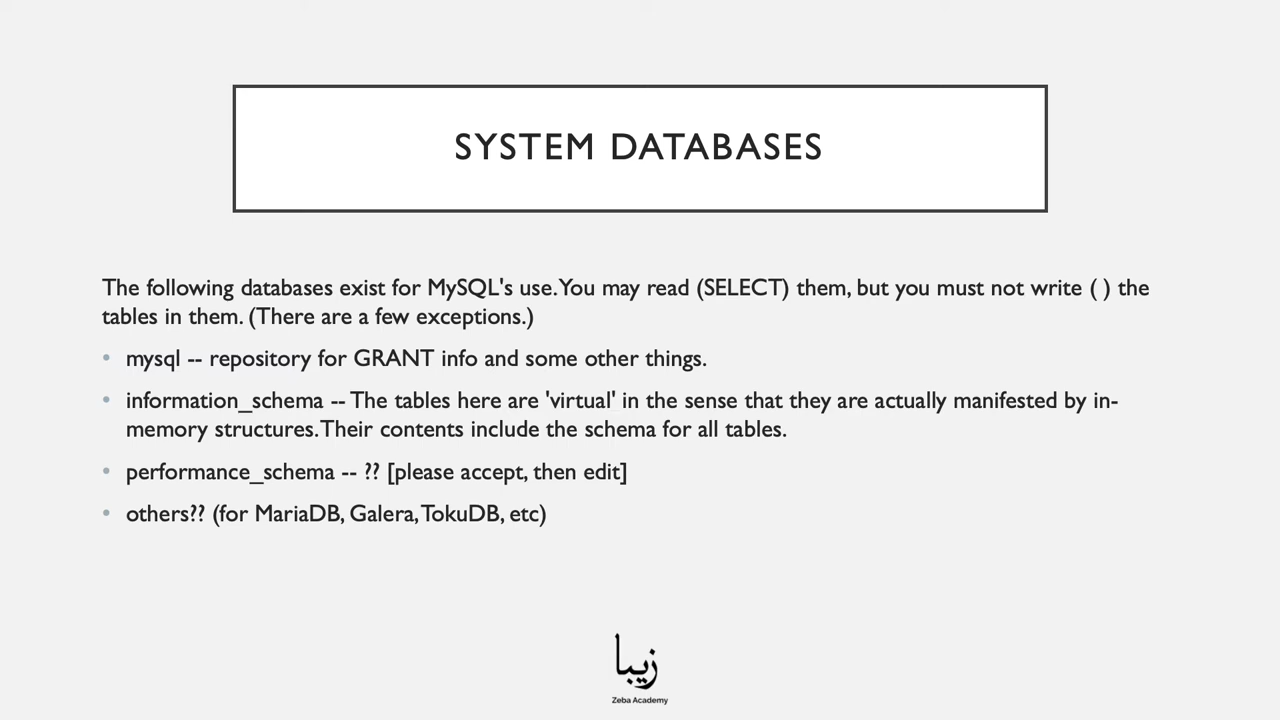 SYSTEM DATABASES
The following databases exist for MySQL's use.You may read (SELECT) them, but you must not write ( ) the
tables in them. (There are a few exceptions.)
• mysql -- repository for GRANT info and some other things.
• information_schema -- The tables here are 'virtual' in the sense that they are actually manifested by in-
memory structures.Their contents include the schema for all tables.
• performance_schema -- ?? [please accept, then edit]
• others?? (for MariaDB, Galera,TokuDB, etc)
زیبا
Zeba Academy